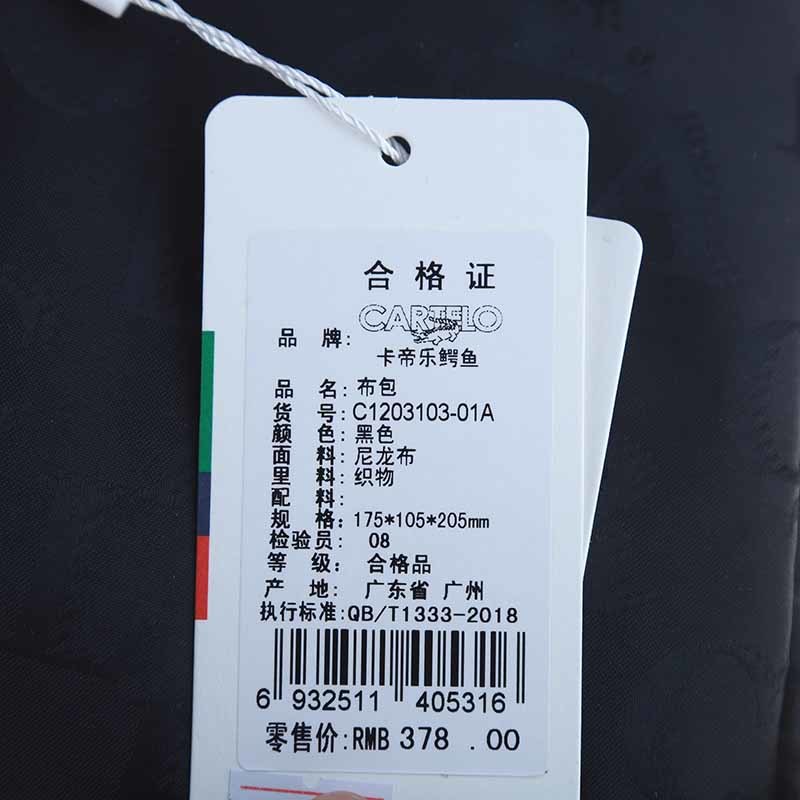 合格证
CARTELO
品 牌:
卡帝乐鳄鱼
品 名:布包
货 号:C1203103-01A
颜 色:黑色
面 料:尼龙布
里 料:织物
配 料:
规 格:175*105*205mm
检验员: 08
等 级: 合格品
产 地: 广东省 广州
执行标准:QB/T1333-2018
6 932511 405316
零售价:RMB 378 .00